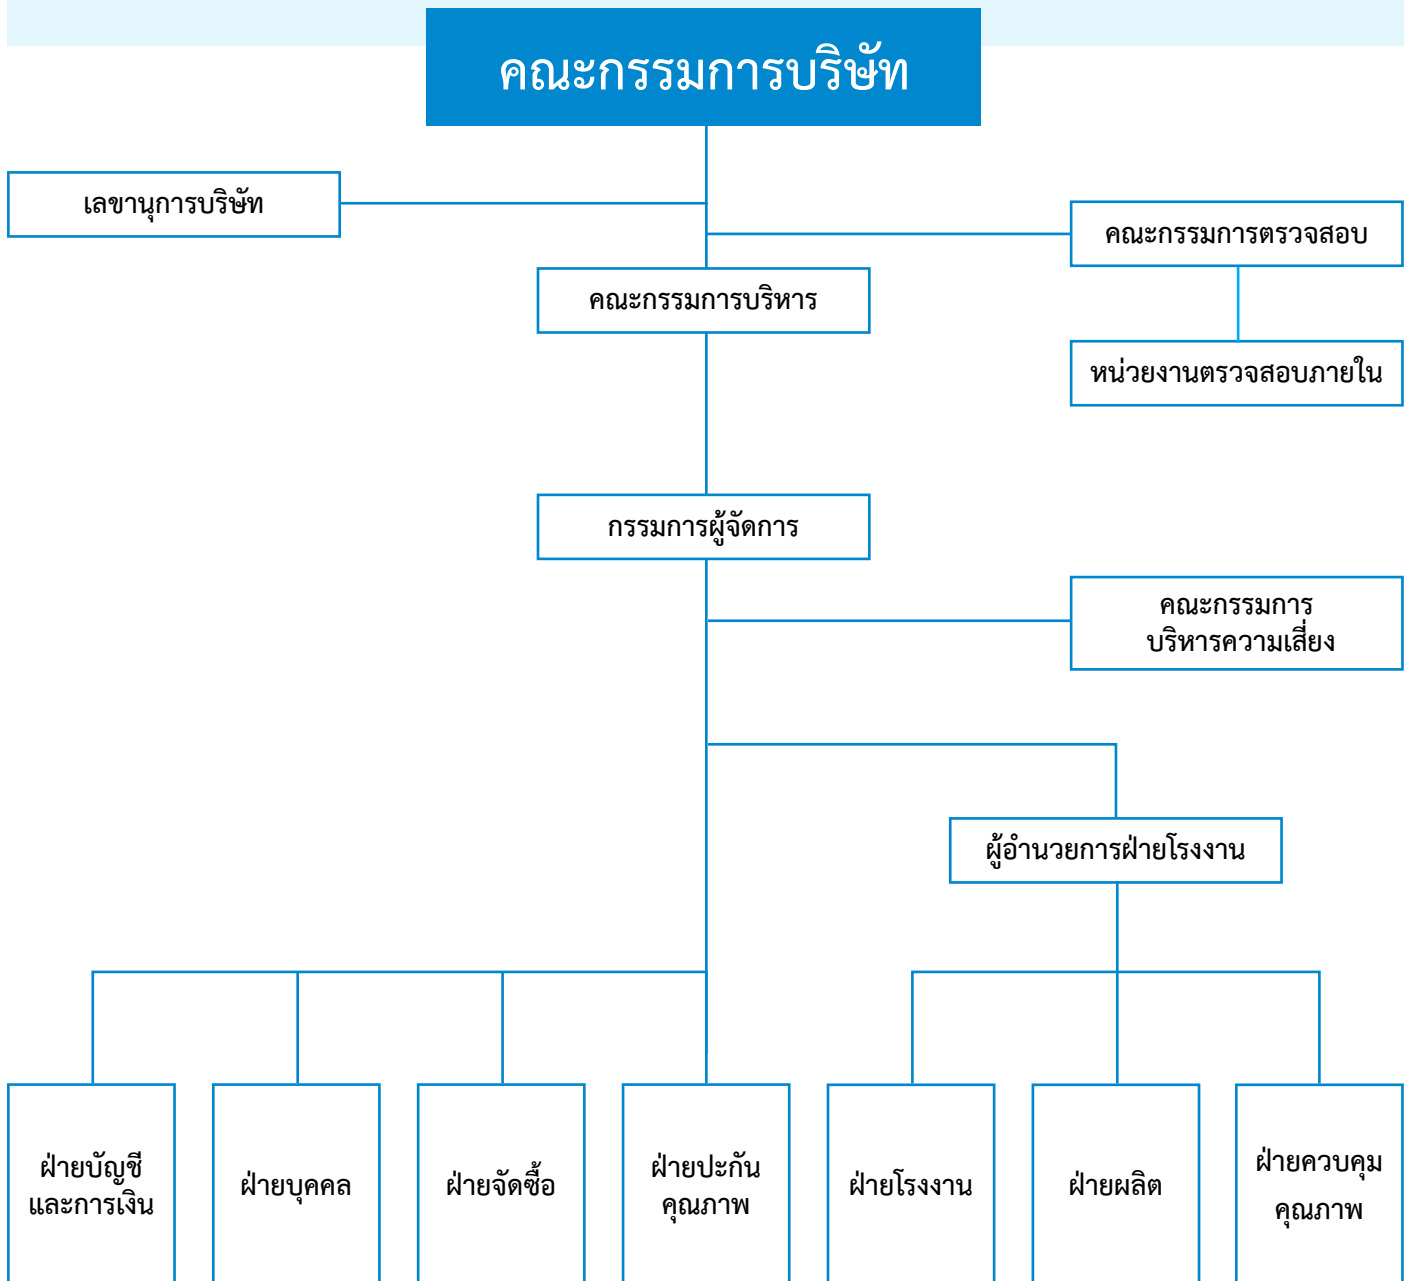 คณะกรรมการบริษัท
เลขานุการบริษัท
คณะกรรมการตรวจสอบ
คณะกรรมการบริหาร
หน่วยงานตรวจสอบภายใน
กรรมการผู้จัดการ
คณะกรรมการ
บริหารความเสี่ยง
ผู้อำนวยการฝ่ายโรงงาน
ฝ่ายบัญชี
และการเงิน
ฝ่ายบุคคล
ฝ่ายจัดซื้อ
ฝ่ายประกัน
คุณภาพ
ฝ่ายโรงงาน
ฝ่ายผลิต
ฝ่ายควบคุม
คุณภาพ